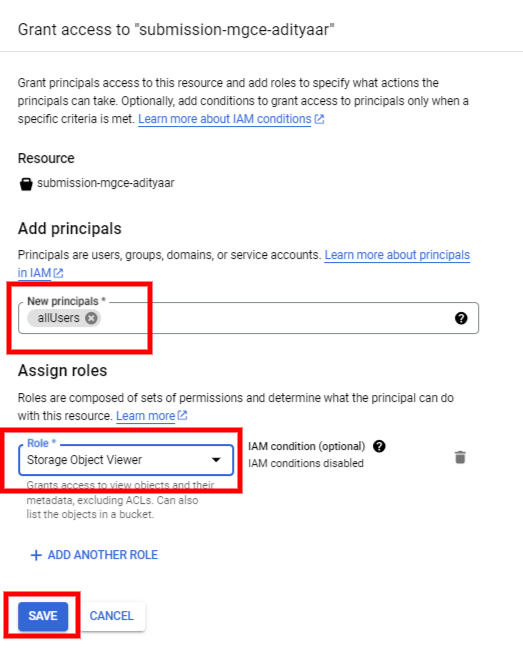 Grant access to "submission-mgce-adityaar"
Grant principals access to this resource and add roles to specify what actions the
principals can take. Optionally, add conditions to grant access to principals only when a
specific criteria is met. Learn more about IAM conditions
Resource
submission-mgce-adityaar
Add principals
Principals are users, groups, domains, or service accounts. Learn more about principals
in IAM
New principals *
allUsers
Assign roles
Roles are composed of sets of permissions and determine what the principal can do
with this resource. Learn more
Role *
Storage Object Viewer
IAM condition (optional)
IAM conditions disabled
Grants access to view objects and their
metadata, excluding ACLs. Can also
list the objects in a bucket.
+ ADD ANOTHER ROLE
SAVE CANCEL